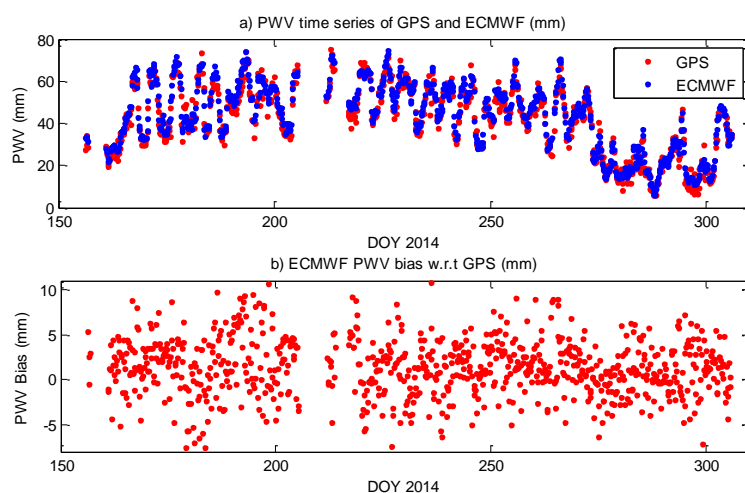 a) PWV time series of GPS and ECMWF (mm)
80
60
40
20
0
PWV (mm)
GPS
ECMWF
150
200
250
300
DOY 2014
b) ECMWF PWV bias w.r.t GPS (mm)
10
5
0
-5
PWV Bias (mm)
150
200
250
300
DOY 2014